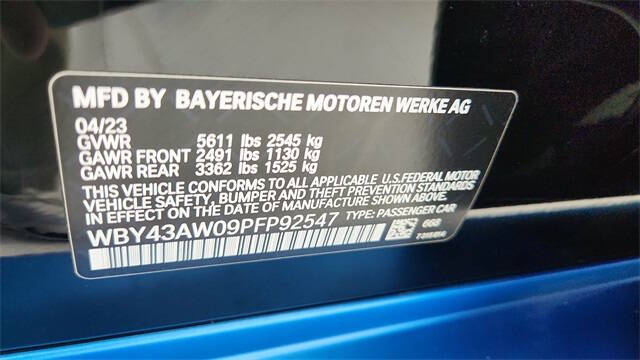 MFD BY BAYERISCHE MOTOREN WERKE AG
04/23
GVWR 5611 lbs 2545 kg
GAWR FRONT 2491 lbs 1130 kg
GAWR REAR 3362 lbs 1525 kg
THIS VEHICLE CONFORMS TO ALL APPLICABLE U.S.FEDERAL MOTOR
VEHICLE SAFETY, BUMPER AND THEFT PREVENTION STANDARDS
IN EFFECT ON THE DATE OF MANUFACTURE SHOWN ABOVE.
WBY43AW09PFP92547 TYPE: PASSENGER CAR
668